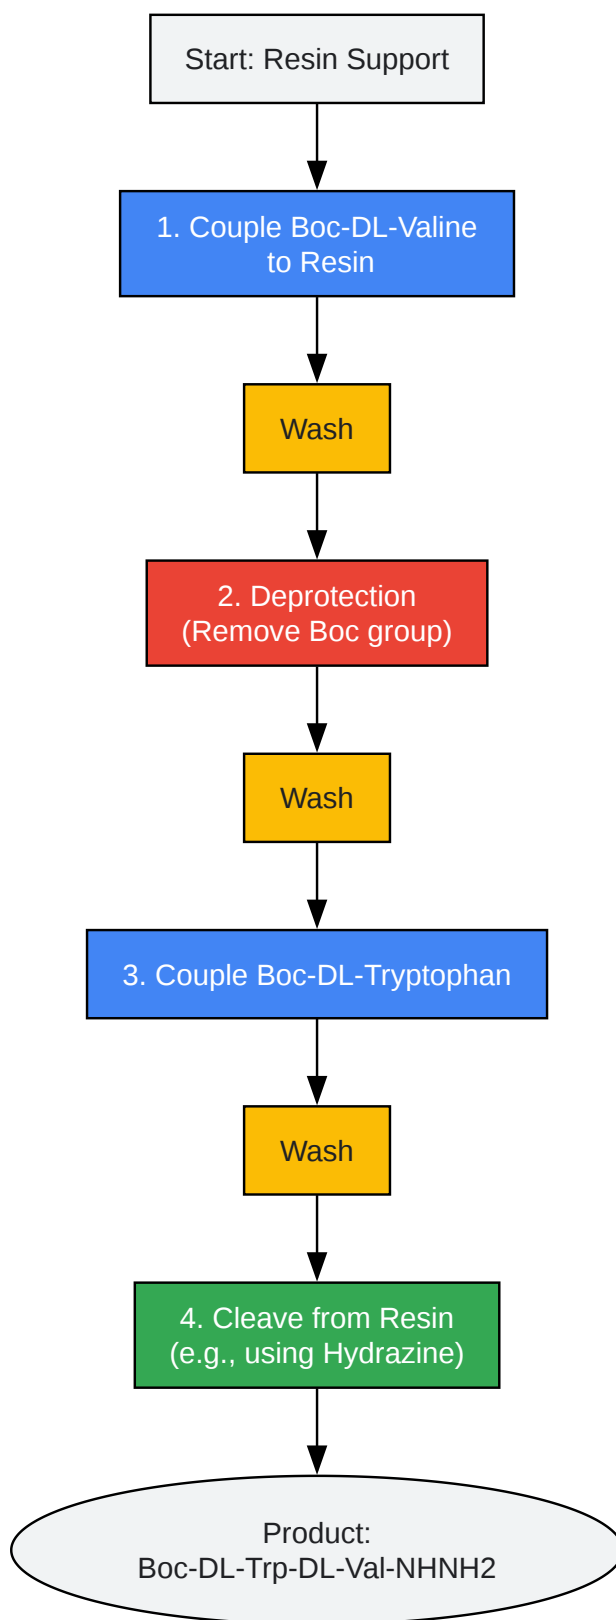 Start: Resin Support
1. Couple Boc-DL-Valine
to Resin
Wash
2. Deprotection
(Remove Boc group)
Wash
3. Couple Boc-DL-Tryptophan
Wash
4. Cleave from Resin
(e.g., using Hydrazine)
Product:
Boc-DL-Trp-DL-Val-NHNH2